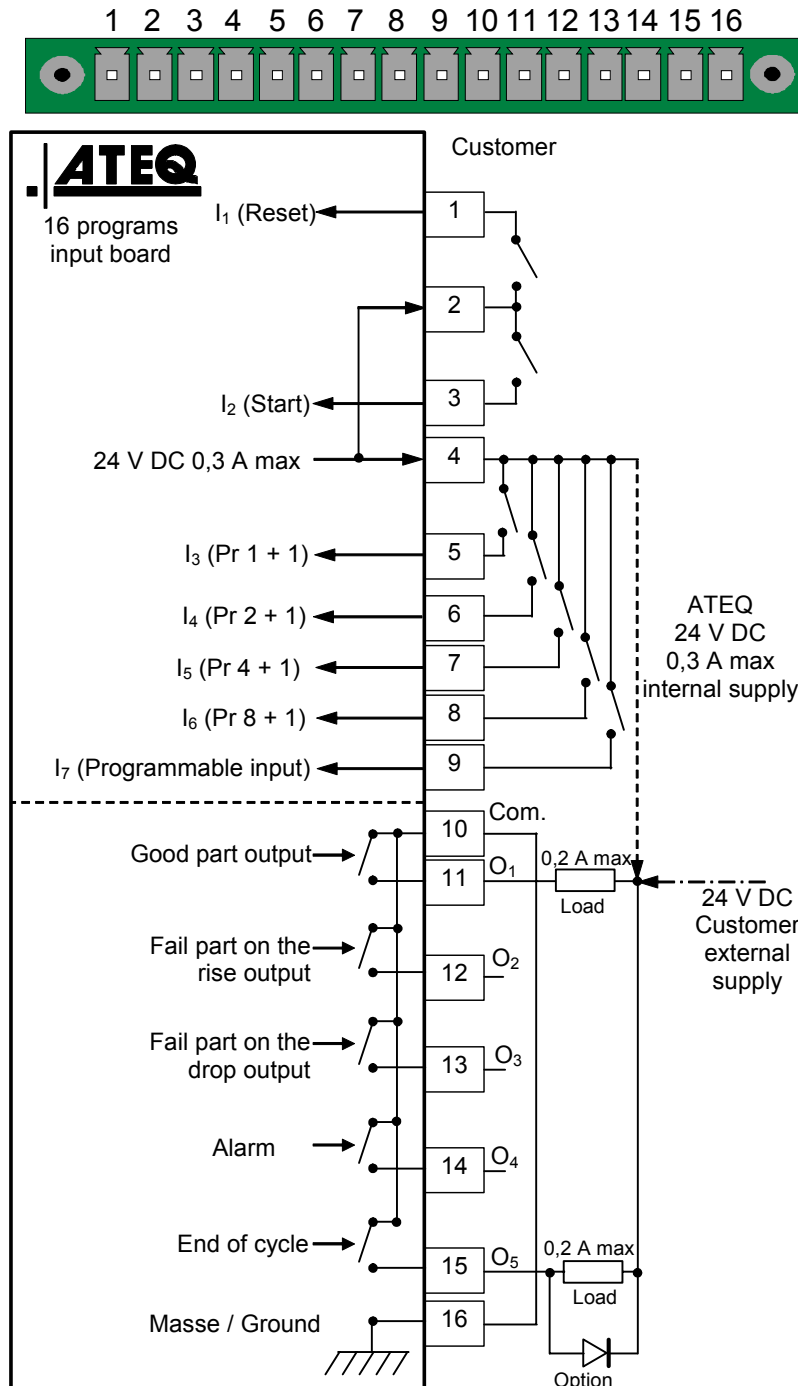 1 2 3 4 5 6 7 8 9 10 11 12 13 14 15 16
Customer
ATEQ
16 programs
input board
I₁ (Reset)
1
2
I₂ (Start)
3
24 V DC 0,3 A max
4
I₃ (Pr 1 + 1)
5
I₄ (Pr 2 + 1)
6
I₅ (Pr 4 + 1)
7
I₆ (Pr 8 + 1)
8
I₇ (Programmable input)
9
ATEQ
24 V DC
0,3 A max
internal supply
10
Com.
Good part output
11
O₁
0,2 A max
Load
24 V DC
Customer
external
supply
Fail part on the
rise output
12
O₂
Fail part on the
drop output
13
O₃
Alarm
14
O₄
End of cycle
15
O₅
0,2 A max
Load
Masse / Ground
16
Option